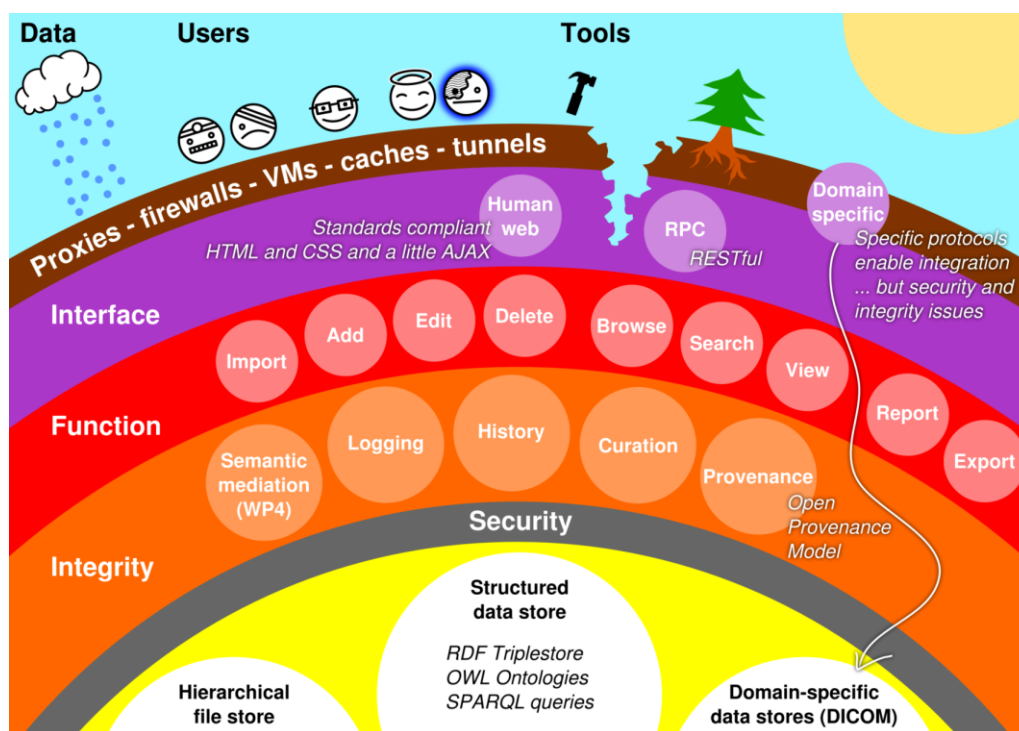 Data
Users
Tools
Proxies - firewalls - VMs - caches - tunnels
Human
web
Standards compliant
HTML and CSS and a little AJAX
RPC
RESTful
Domain
specific
Specific protocols
enable integration
... but security and
integrity issues
Interface
Import
Add
Edit
Delete
Browse
Search
View
Report
Export
Function
Semantic
mediation
(WP4)
Logging
History
Curation
Provenance
Open
Provenance
Model
Integrity
Security
Structured
data store
RDF Triplestore
OWL Ontologies
SPARQL queries
Hierarchical
file store
Domain-specific
data stores (DICOM)